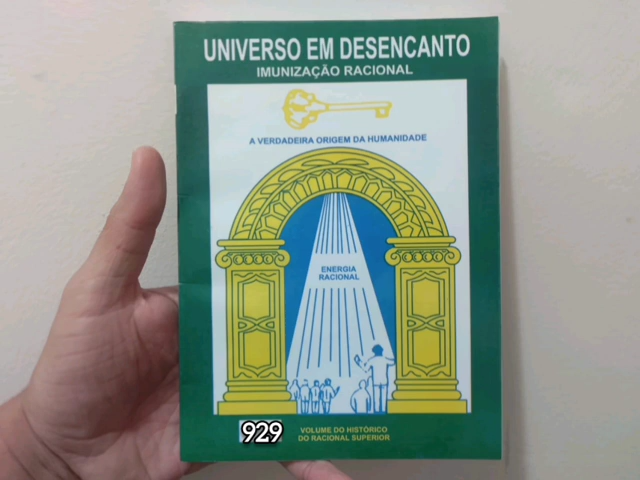 UNIVERSO EM DESENCANTO
IMUNIZAÇÃO RACIONAL
A VERDADEIRA ORIGEM DA HUMANIDADE
ENERGIA
RACIONAL
929
VOLUME DO HISTÓRICO
DO RACIONAL SUPERIOR